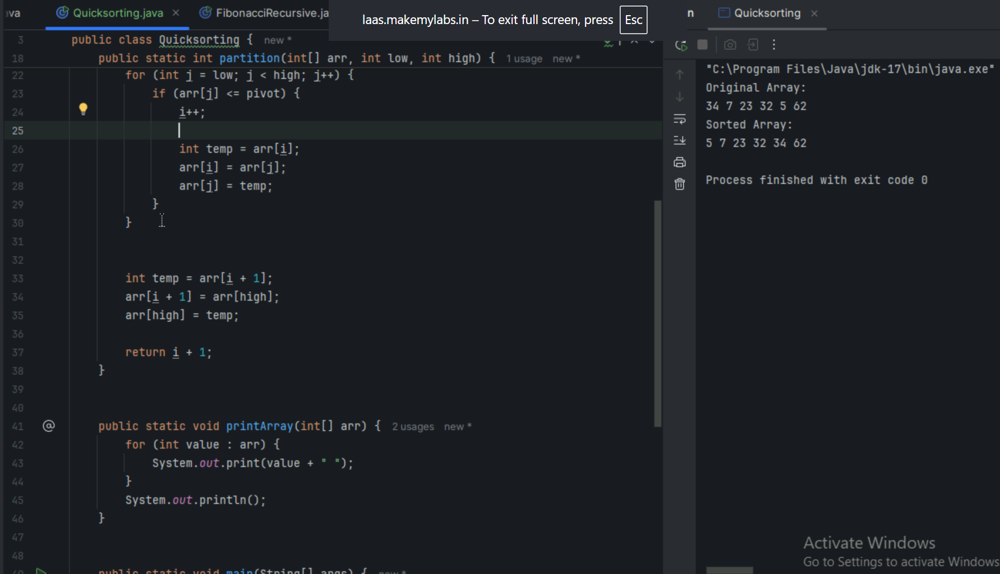 ava Quicksorting.java × FibonacciRecursive.ja
laas.makemylabs.in – To exit full screen, press Esc
n Quicksorting ×
3 public class Quicksorting { new *
18 public static int partition(int[] arr, int low, int high) { 1 usage new *
22 for (int j = low; j < high; j++) {
23 if (arr[j] <= pivot) {
24 i++;
25
26 int temp = arr[i];
27 arr[i] = arr[j];
28 arr[j] = temp;
29 }
30 }
31
32
33 int temp = arr[i + 1];
34 arr[i + 1] = arr[high];
35 arr[high] = temp;
36
37 return i + 1;
38 }
39
40
41 @ public static void printArray(int[] arr) { 2 usages new *
42 for (int value : arr) {
43 System.out.print(value + " ");
44 }
45 System.out.println();
46 }
47
48
49 public static void main(String[] args) { new *
"C:\Program Files\Java\jdk-17\bin\java.exe"
Original Array:
34 7 23 32 5 62
Sorted Array:
5 7 23 32 34 62
Process finished with exit code 0
Activate Windows
Go to Settings to activate Windows